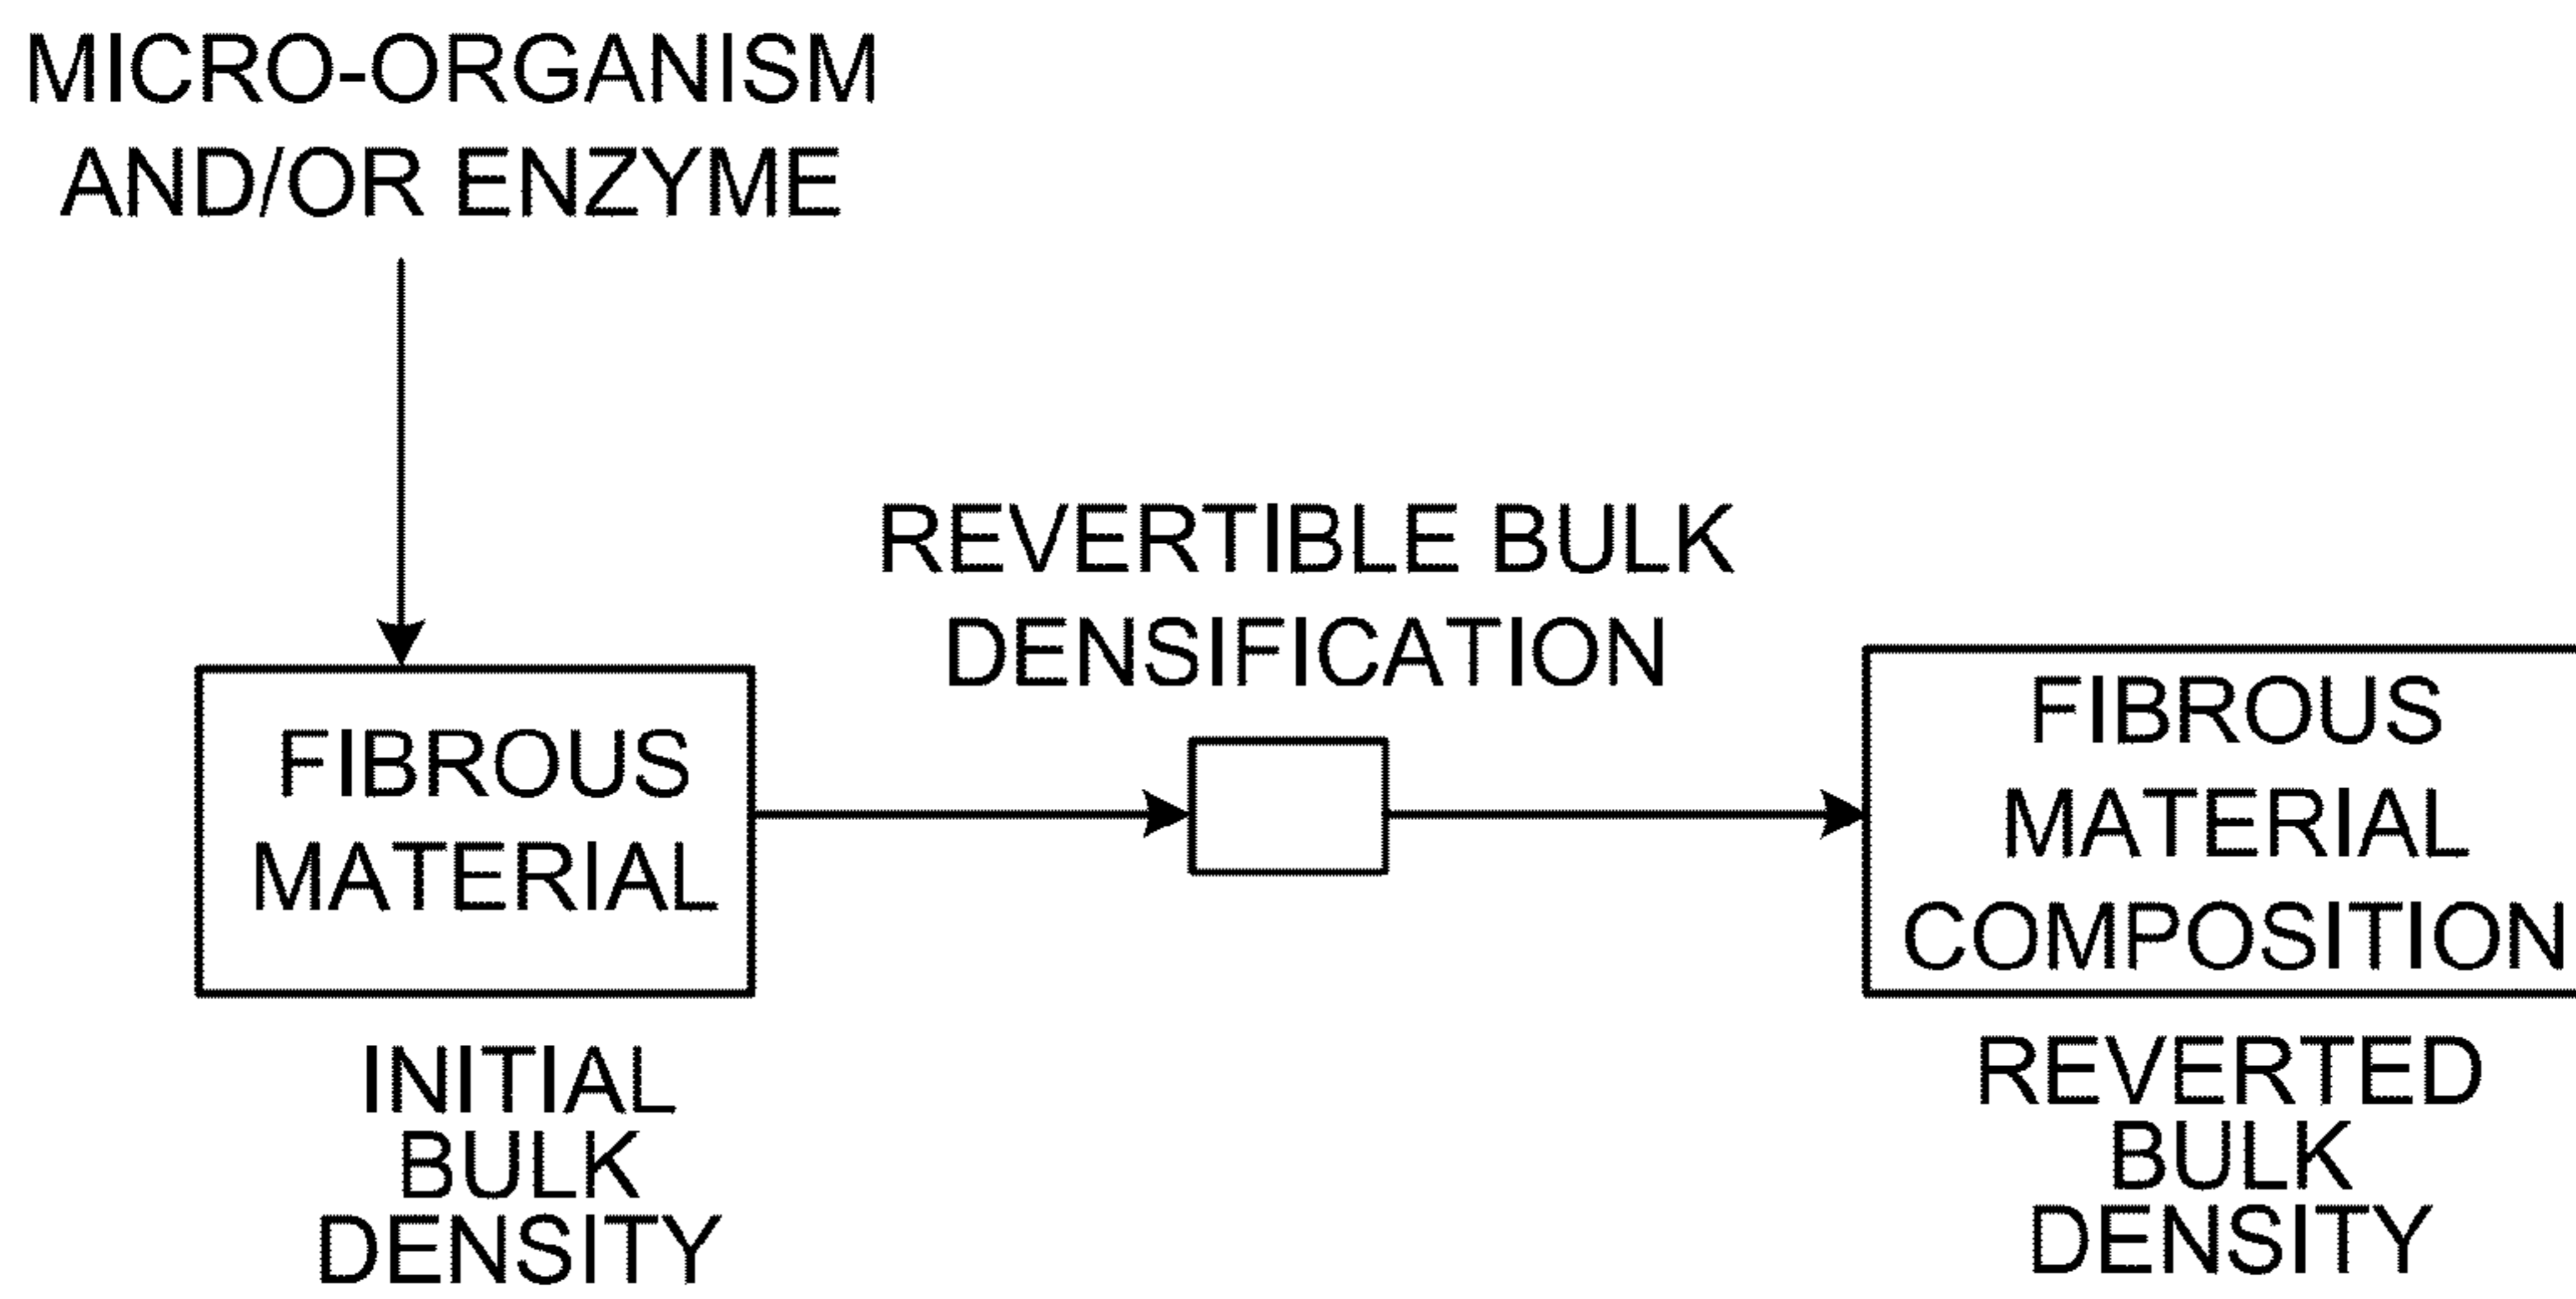 MICRO-ORGANISM
AND/OR ENZYME
REVERTIBLE BULK
DENSIFICATION
FIBROUS
MATERIAL
INITIAL
BULK
DENSITY
FIBROUS
MATERIAL
COMPOSITION
REVERTED
BULK
DENSITY